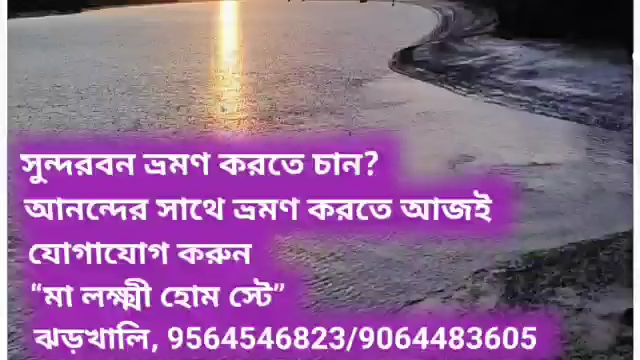 সুন্দরবন ভ্রমণ করতে চান?
আনন্দের সাথে ভ্রমণ করতে আজই
যোগাযোগ করুন
“মা লক্ষ্মী হোম স্টে”
ঝড়খালি, 9564546823/9064483605